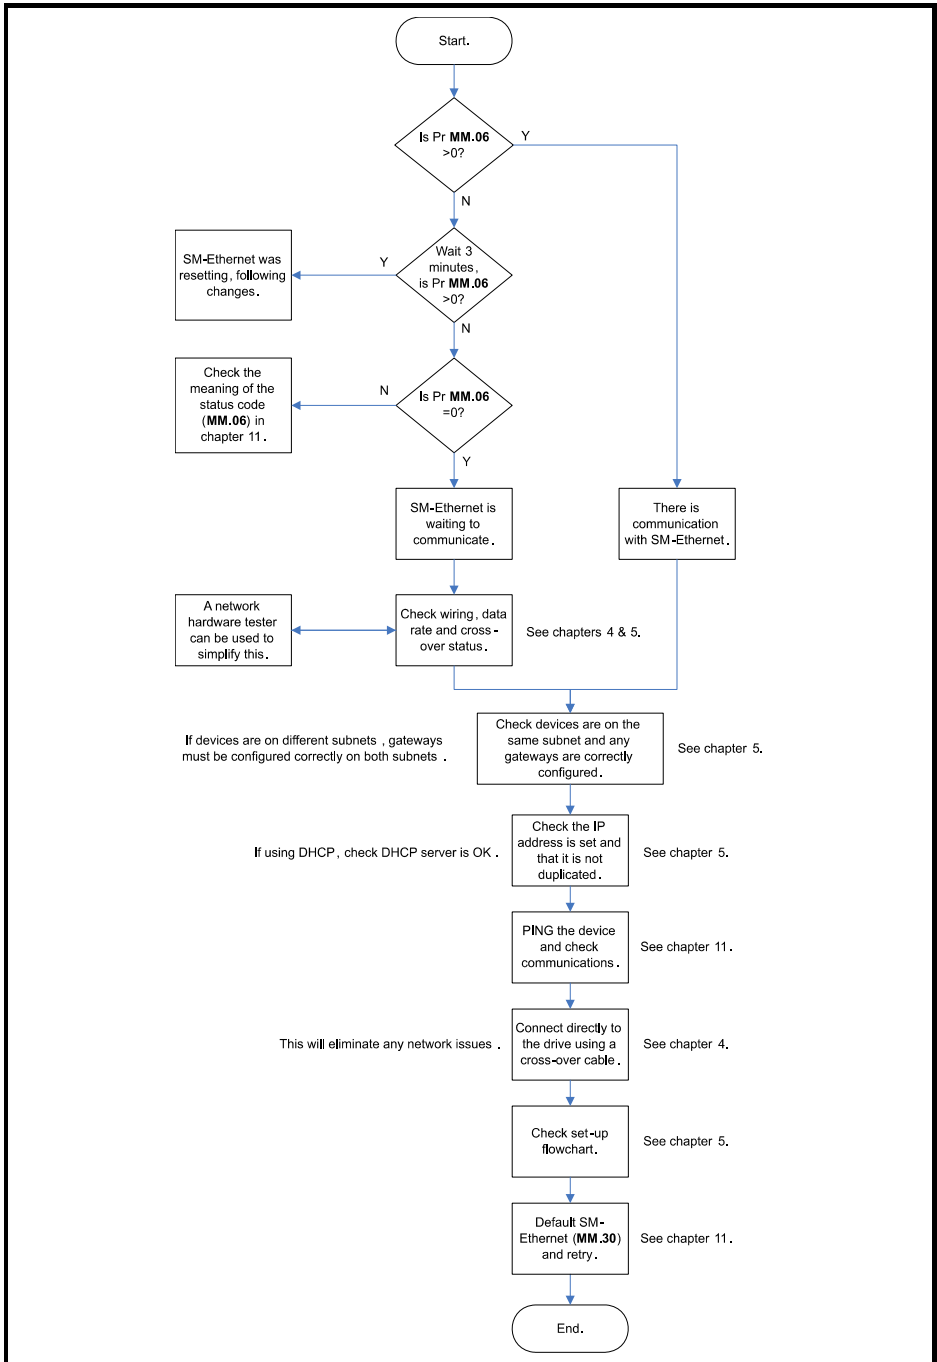 Start.
Is Pr MM.06
>0?
Y
N
Wait 3
minutes,
is Pr MM.06
>0?
Y
SM-Ethernet was
resetting, following
changes.
N
Is Pr MM.06
=0?
N
Check the
meaning of the
status code
(MM.06) in
chapter 11.
Y
SM-Ethernet is
waiting to
communicate.
There is
communication
with SM-Ethernet.
A network
hardware tester
can be used to
simplify this.
Check wiring, data
rate and cross-
over status.
See chapters 4 & 5.
If devices are on different subnets, gateways
must be configured correctly on both subnets.
Check devices are on the
same subnet and any
gateways are correctly
configured.
See chapter 5.
If using DHCP, check DHCP server is OK.
Check the IP
address is set and
that it is not
duplicated.
See chapter 5.
PING the device
and check
communications.
See chapter 11.
This will eliminate any network issues.
Connect directly to
the drive using a
cross-over cable.
See chapter 4.
Check set-up
flowchart.
See chapter 5.
Default SM-
Ethernet (MM.30)
and retry.
See chapter 11.
End.